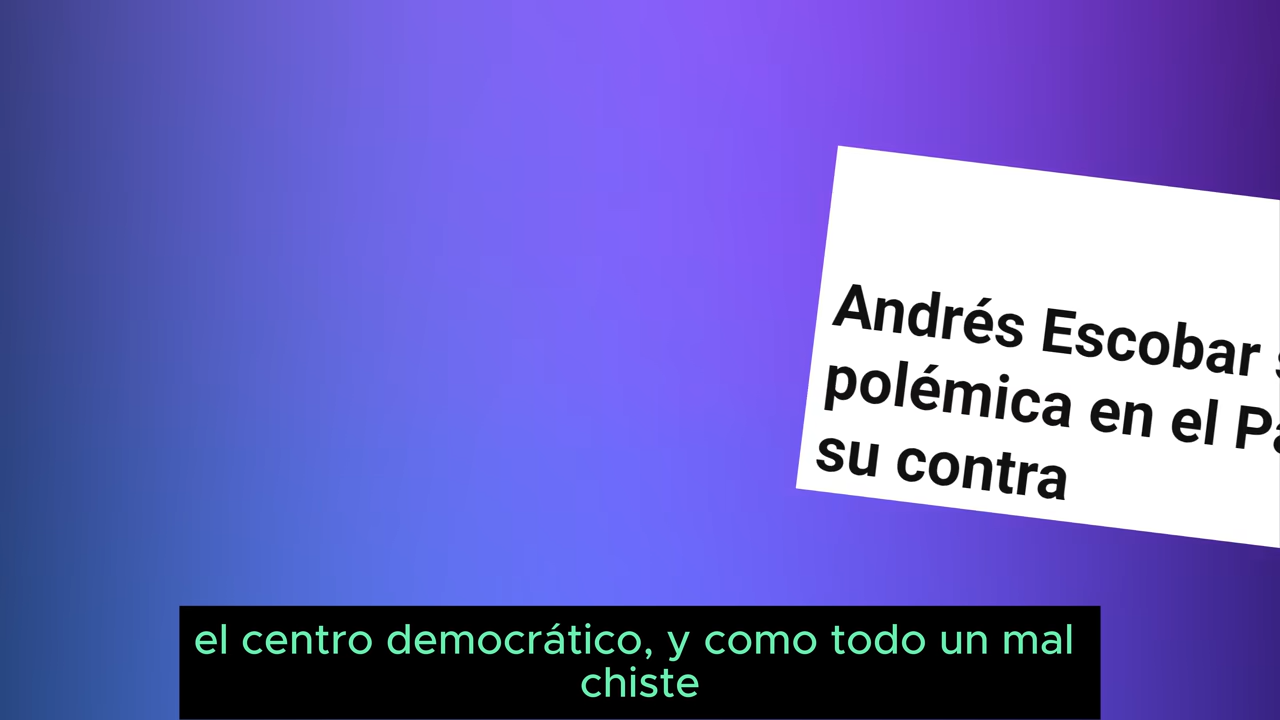 Andrés Escobar
polémica en el
su contra
el centro democrático, y como todo un mal
chiste